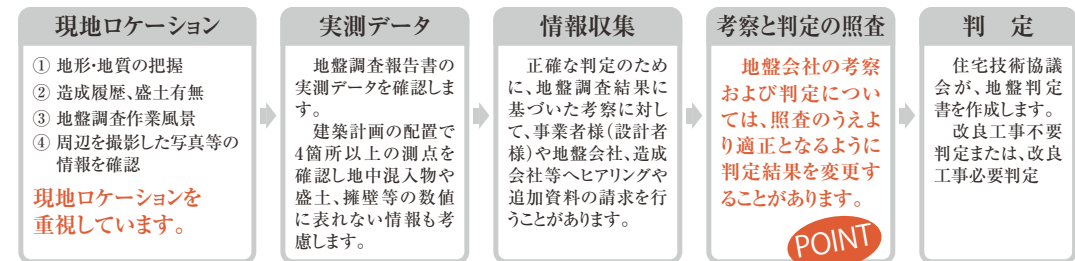 現地ロケーション
① 地形・地質の把握
② 造成履歴、盛土有無
③ 地盤調査作業風景
④ 周辺を撮影した写真等の
情報を確認
現地ロケーションを
重視しています。
実測データ
地盤調査報告書の
実測データを確認しま
す。
建築計画の配置で
4箇所以上の測点を
確認し地中混入物や
盛土、擁壁等の数値
に表れない情報も考
慮します。
情報収集
正確な判定のため
に、地盤調査結果に
基づいた考察に対し
て、事業者様(設計者
様)や地盤会社、造成
会社等へヒアリングや
追加資料の請求を行
うことがあります。
考察と判定の照査
地盤会社の考察
および判定につい
ては、照査のうえよ
り適正となるように
判定結果を変更す
ることがあります。
POINT
判 定
住宅技術協議
会が、地盤判定
書を作成します。
改良工事不要
判定または、改良
工事必要判定